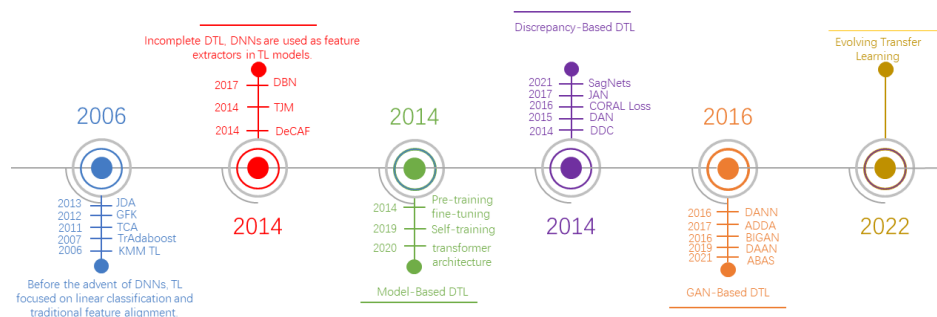 2006
2013 JDA
2012 GFK
2011 TCA
2007 TrAdaboost
2006 KMM TL
Before the advent of DNNs, TL
focused on linear classification and
traditional feature alignment.
Incomplete DTL, DNNs are used as feature
extractors in TL models.
2017 DBN
2014 TJM
2014 DeCAF
2014
2014
2014 Pre-training
fine-tuning
2019 Self-training
2020 transformer
architecture
Model-Based DTL
Discrepancy-Based DTL
2021 SagNets
2017 JAN
2016 CORAL Loss
2015 DAN
2014 DDC
2014
2016
2016 DANN
2017 ADDA
2016 BIGAN
2019 DAAN
2021 ABAS
GAN-Based DTL
Evolving Transfer
Learning
2022